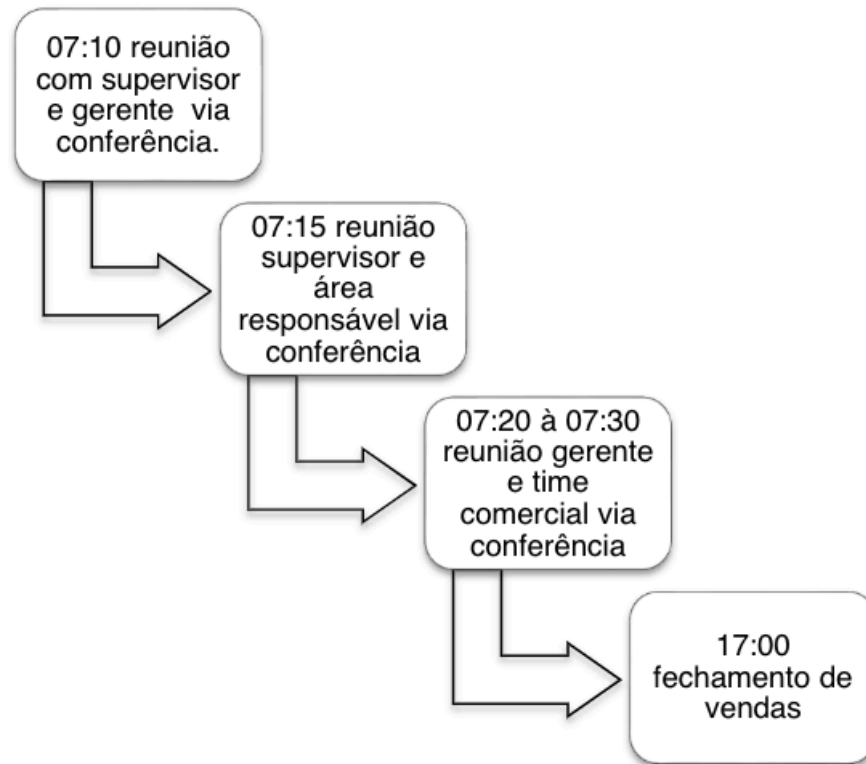 07:10 reunião
com supervisor
e gerente via
conferência.
07:15 reunião
supervisor e
área
responsável via
conferência
07:20 à 07:30
reunião gerente
e time
comercial via
conferência
17:00
fechamento de
vendas